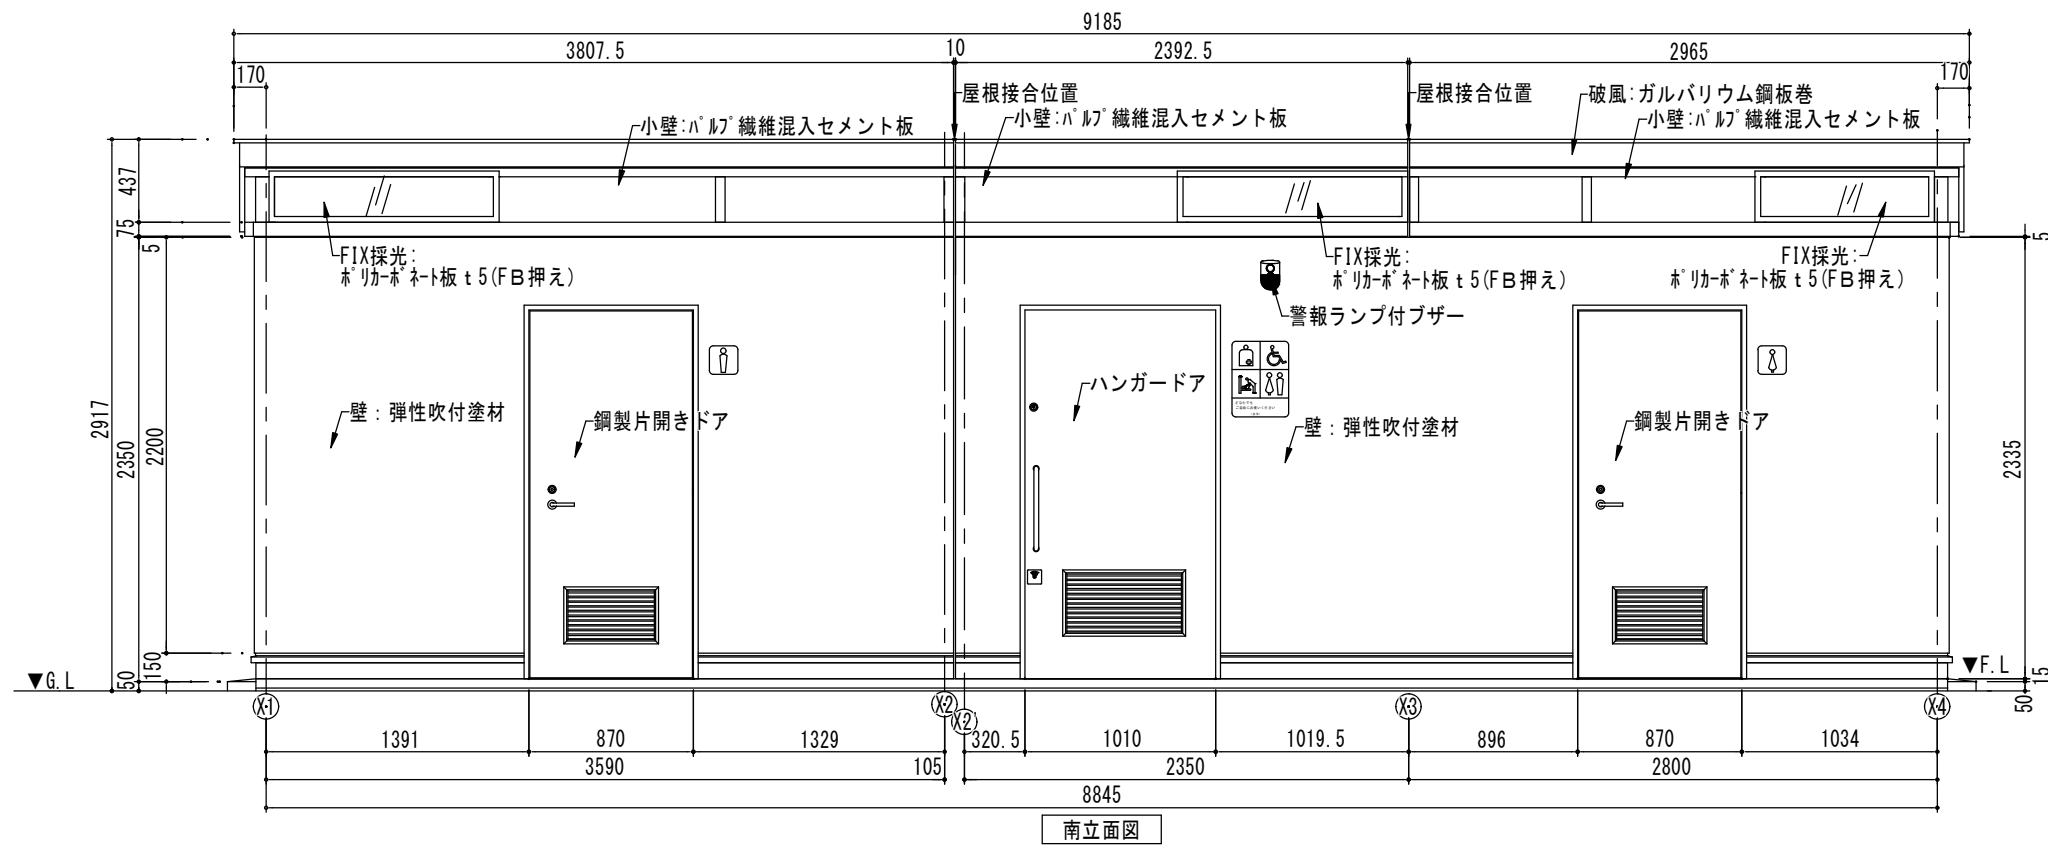 9185
3807.5
10
2392.5
2965
170
170
屋根接合位置
屋根接合位置
破風:ガルバリウム鋼板巻
小壁:パルプ繊維混入セメント板
小壁:パルプ繊維混入セメント板
小壁:パルプ繊維混入セメント板
437
75
5
5
FIX採光:
ポリカーボネート板ｔ5(FB押え)
FIX採光:
ポリカーボネート板ｔ5(FB押え)
FIX採光:
ポリカーボネート板ｔ5(FB押え)
警報ランプ付ブザー
ハンガードア
壁：弾性吹付塗材
鋼製片開きドア
壁：弾性吹付塗材
鋼製片開きドア
2917
2350
2200
2335
150
50
15
50
▼G.L
▼F.L
X1
X2
X2
X3
X4
1391
870
1329
320.5
1010
1019.5
896
870
1034
3590
105
2350
2800
8845
南立面図